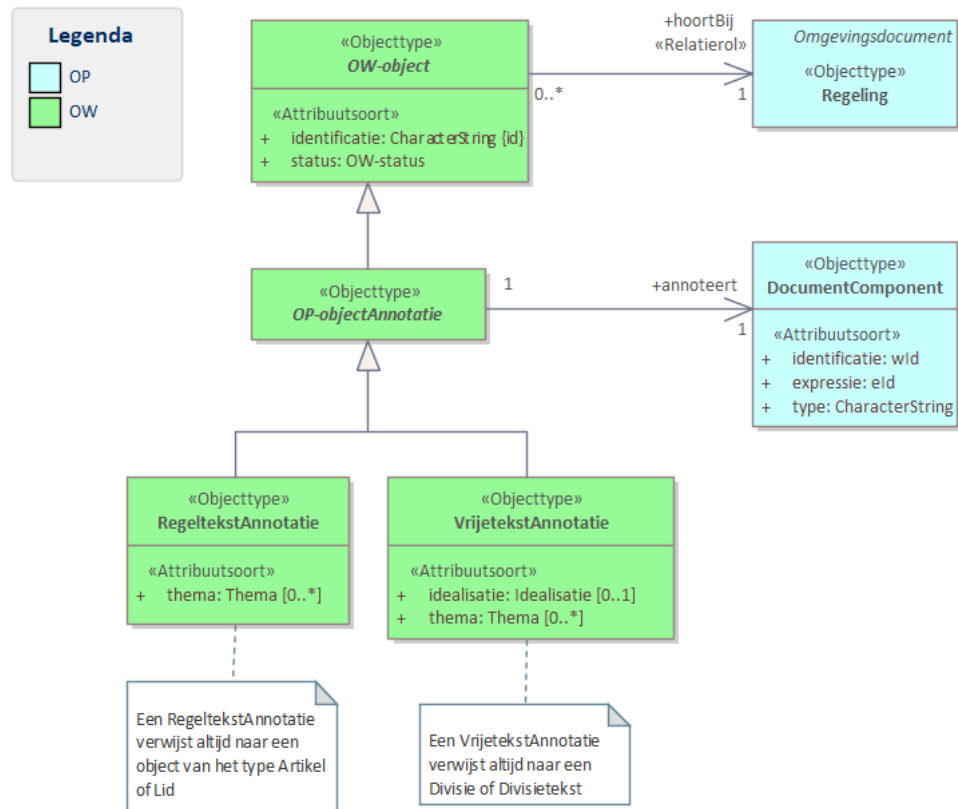 Legenda
OP
OW
«Objecttype»
OW-object
«Attribuutsoort»
+ identificatie: CharacterString {id}
+ status: OW-status
+hoortBij
«Relatierol»
0..*
1
Omgevingsdocument
«Objecttype»
Regeling
«Objecttype»
OP-objectAnnotatie
1
+annoteert
1
«Objecttype»
DocumentComponent
«Attribuutsoort»
+ identificatie: wId
+ expressie: eId
+ type: CharacterString
«Objecttype»
RegeltekstAnnotatie
«Attribuutsoort»
+ thema: Thema [0..*]
«Objecttype»
VrijetekstAnnotatie
«Attribuutsoort»
+ idealisatie: Idealisatie [0..1]
+ thema: Thema [0..*]
Een RegeltekstAnnotatie
verwijst altijd naar een
object van het type Artikel
of Lid
Een VrijetekstAnnotatie
verwijst altijd naar een
Divisie of Divisietekst